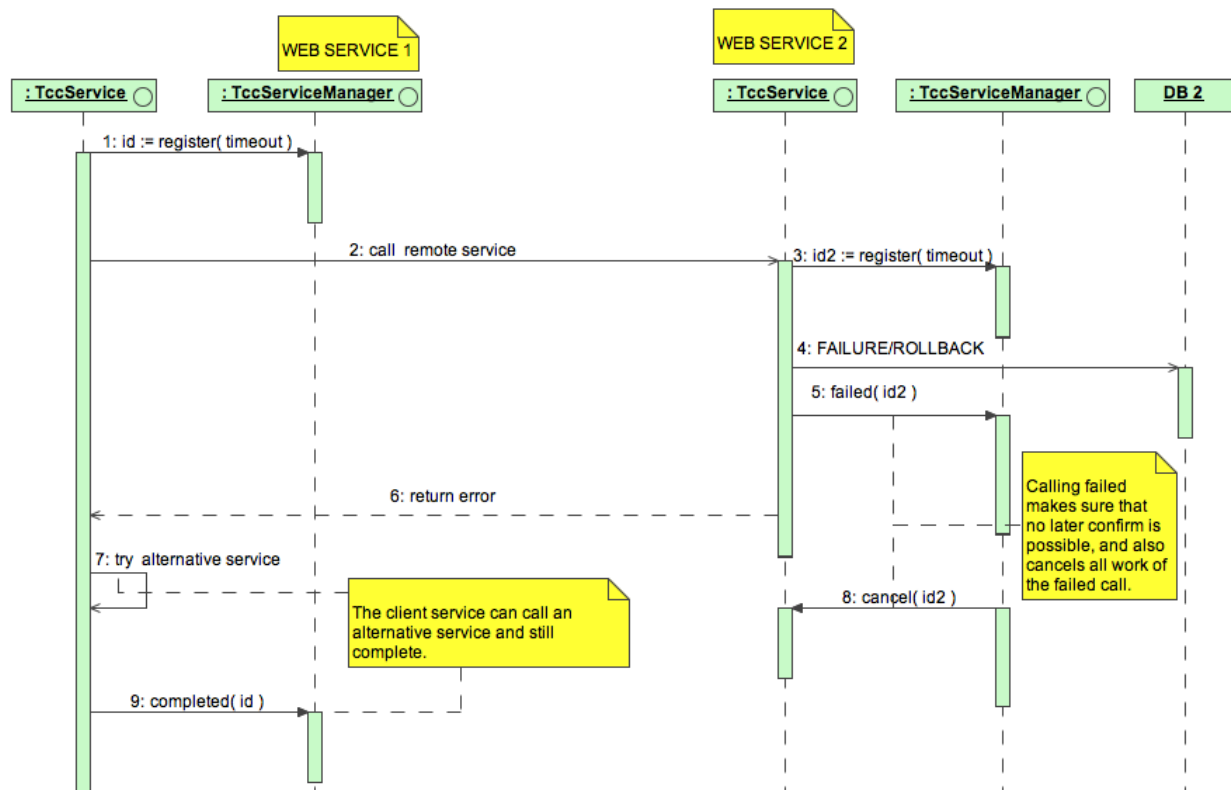 WEB SERVICE 1
WEB SERVICE 2
: TccService
: TccServiceManager
: TccService
: TccServiceManager
DB 2
1: id := register( timeout )
2: call  remote service
3: id2 := register( timeout )
4: FAILURE/ROLLBACK
5: failed( id2 )
6: return error
Calling failed
makes sure that
no later confirm is
possible, and also
cancels all work of
the failed call.
7: try  alternative service
8: cancel( id2 )
The client service can call an
alternative service and still
complete.
9: completed( id )